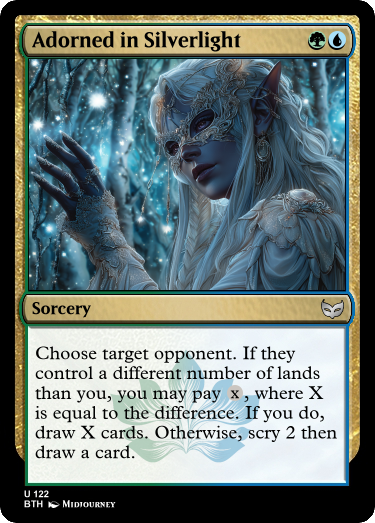 Adorned in Silverlight
Sorcery
Choose target opponent. If they
control a different number of lands
than you, you may pay X, where X
is equal to the difference. If you do,
draw X cards. Otherwise, scry 2 then
draw a card.
U 122
BTH Midjourney